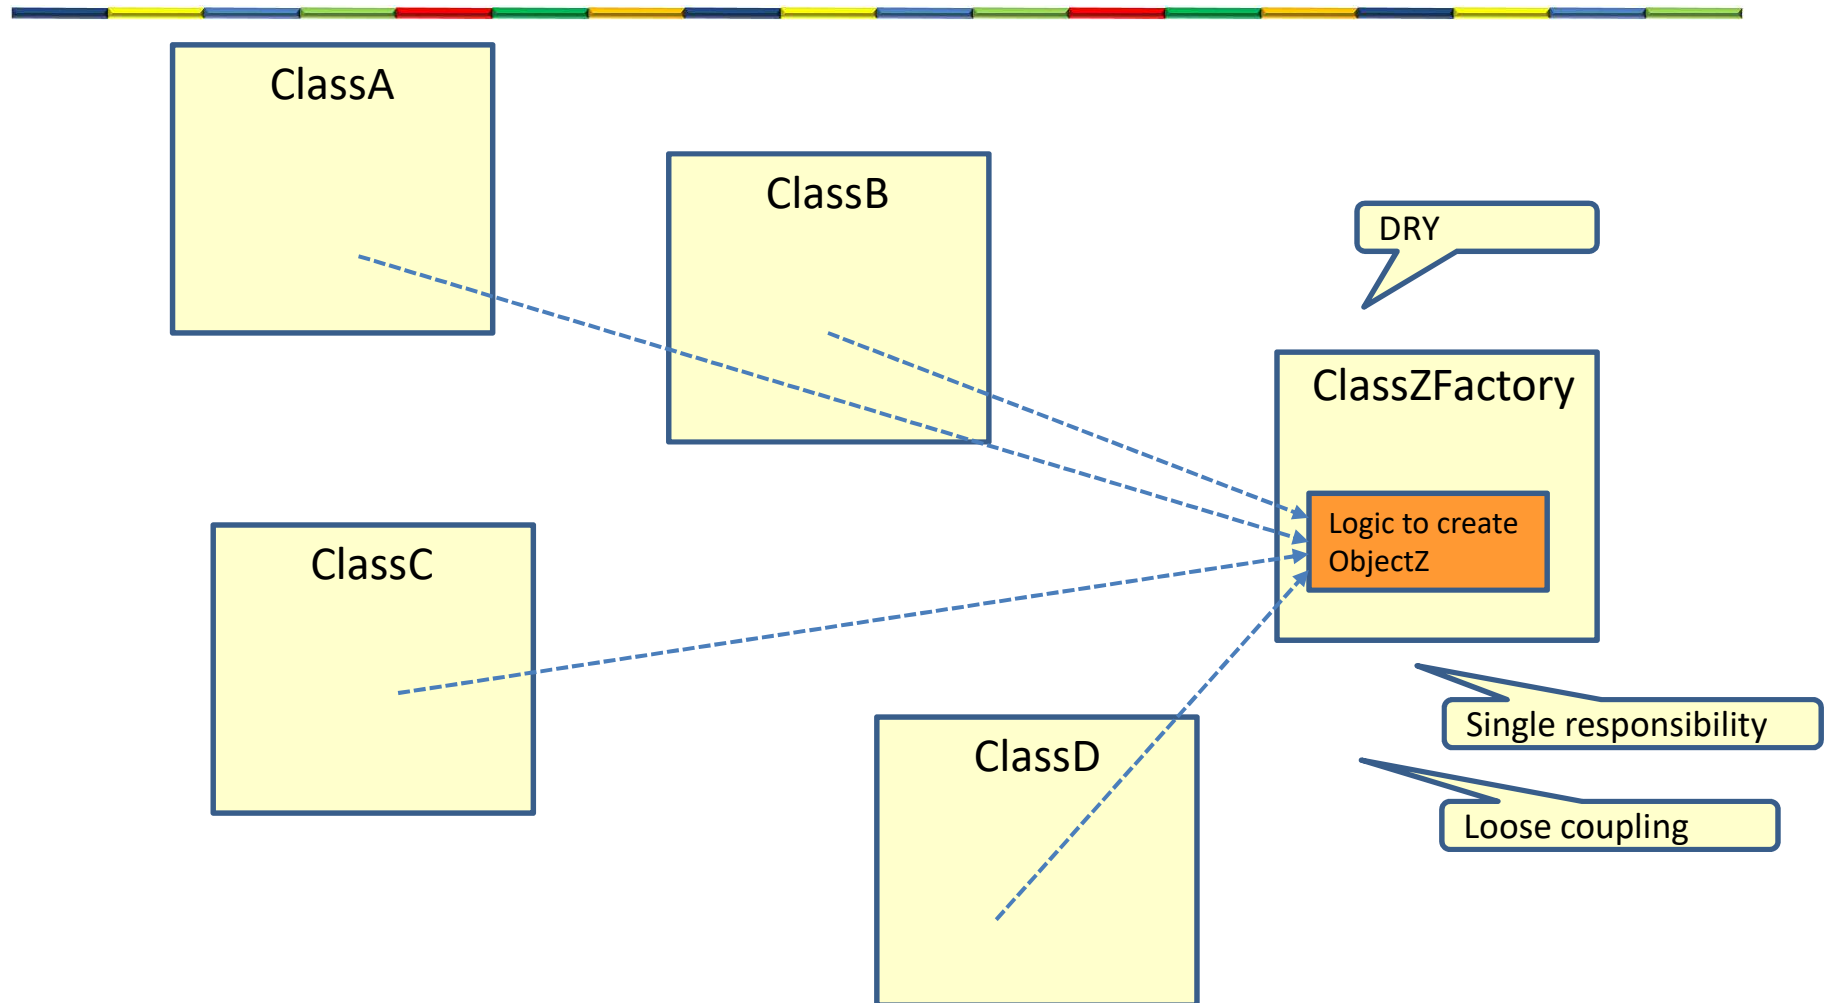 ClassA
ClassB
DRY
ClassZFactory
Logic to create
ObjectZ
ClassC
Single responsibility
ClassD
Loose coupling